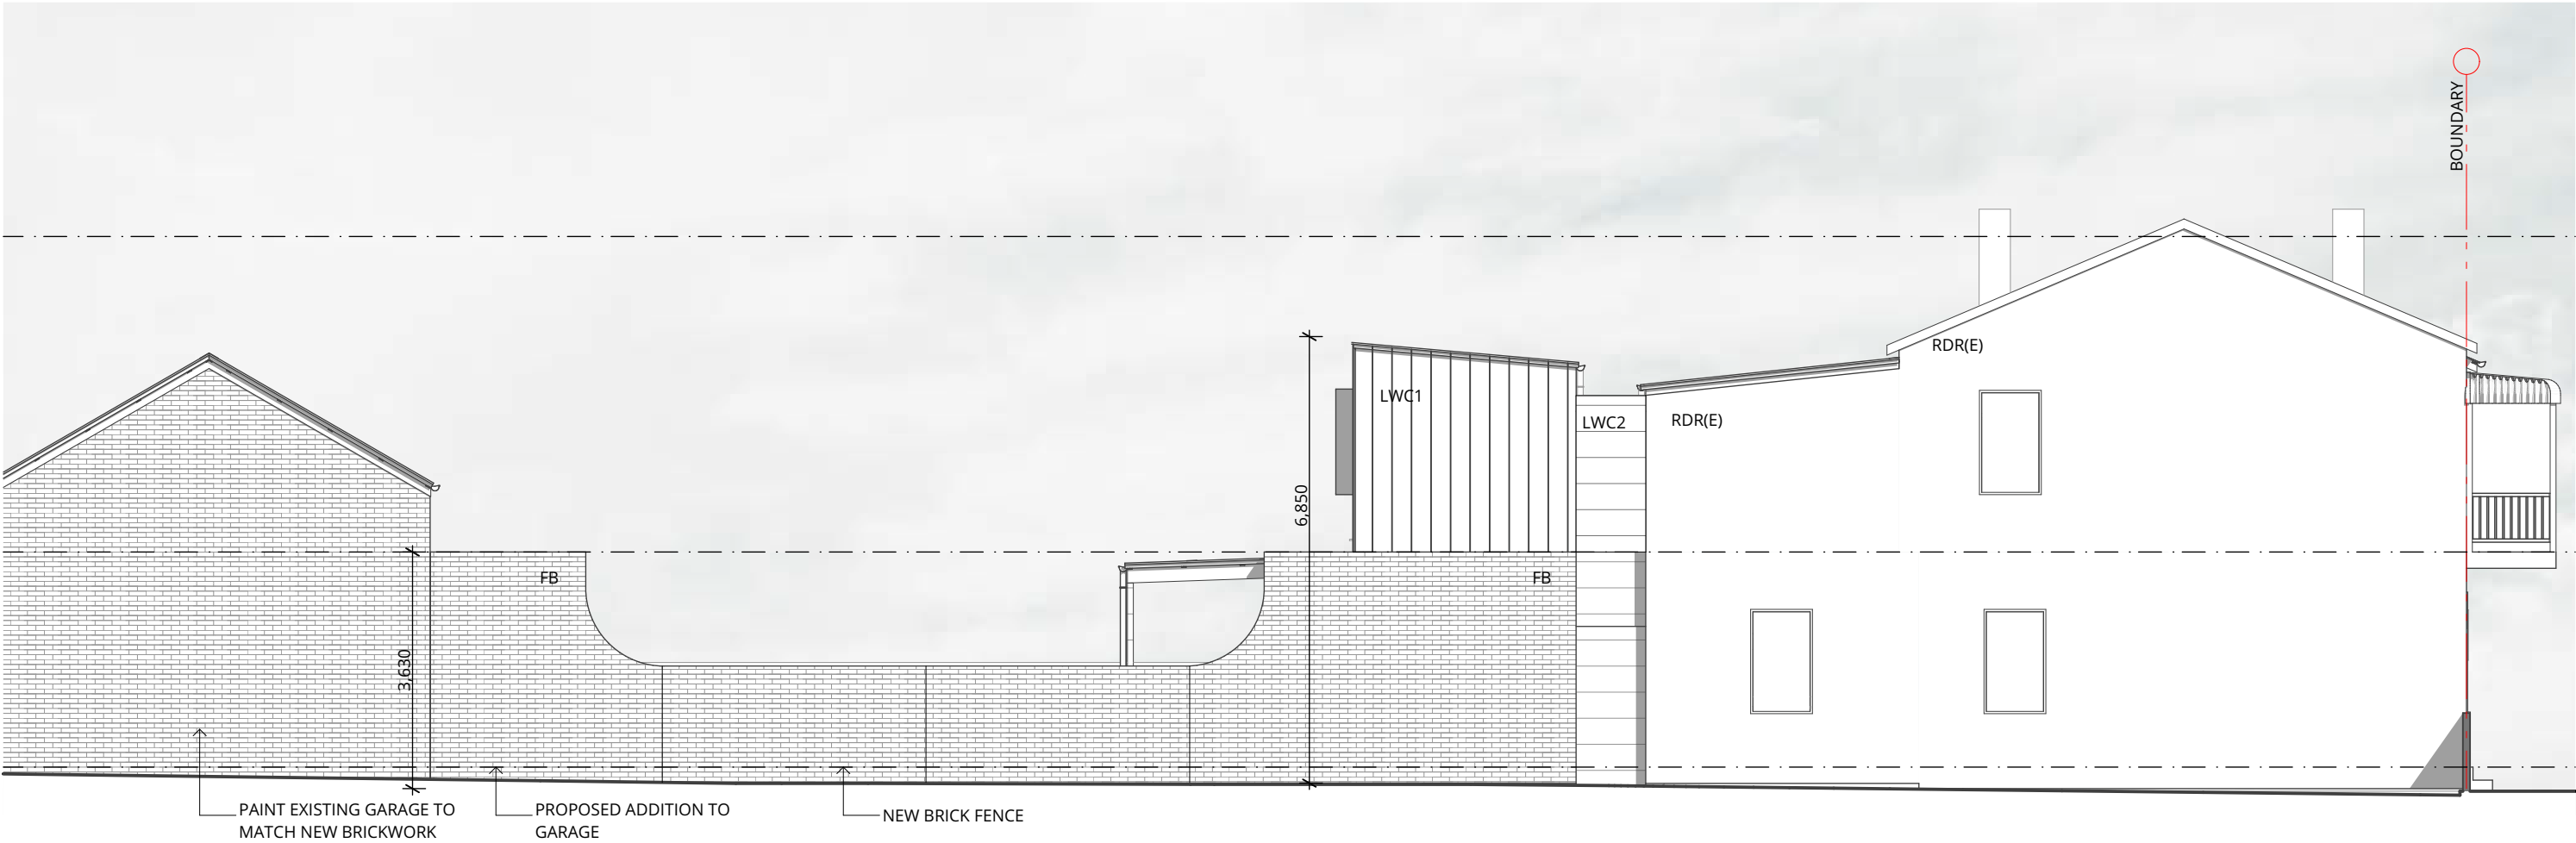 BOUNDARY
RDR(E)
LWC1
LWC2
RDR(E)
6,850
FB
FB
3,630
PAINT EXISTING GARAGE TO
MATCH NEW BRICKWORK
PROPOSED ADDITION TO
GARAGE
NEW BRICK FENCE